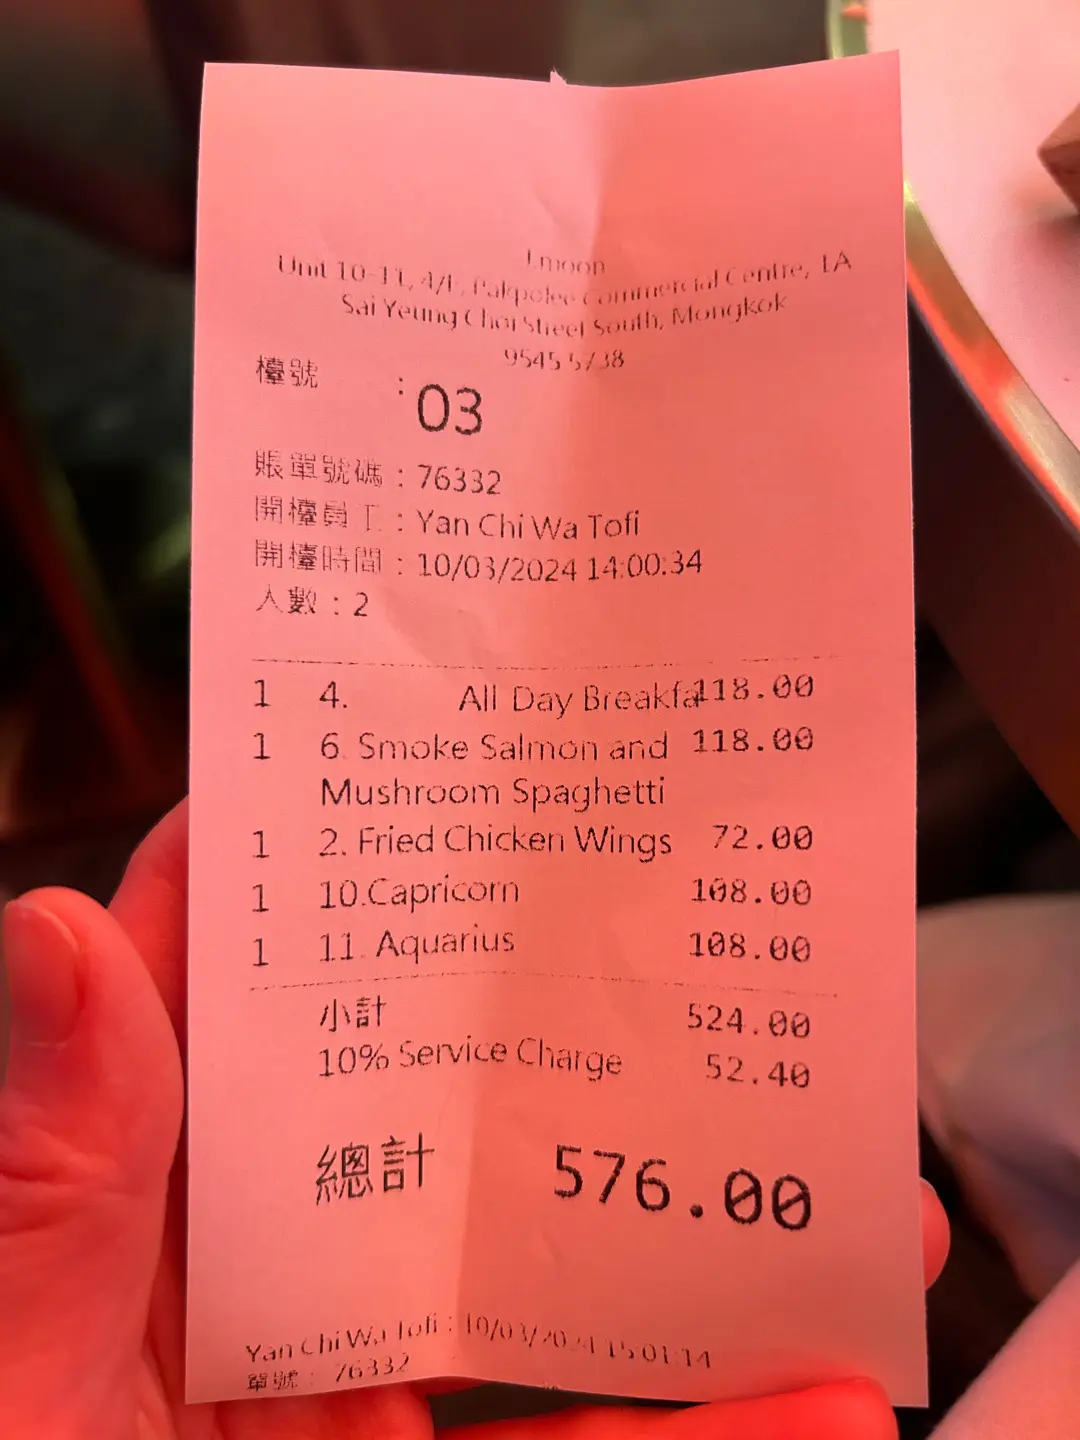 J.moon
Unit 10-11, 4/F, Pakpolee Commercial Centre, 1A
Sai Yeung Choi Street South, Mongkok
9545 5738
檯號 : 03
賬單號碼 : 76332
開檯員工 : Yan Chi Wa Tofi
開檯時間 : 10/03/2024 14:00:34
人數 : 2
1 4. All Day Breakfa 118.00
1 6. Smoke Salmon and 118.00
Mushroom Spaghetti
1 2. Fried Chicken Wings 72.00
1 10.Capricorn 108.00
1 11. Aquarius 108.00
小計 524.00
10% Service Charge 52.40
總計 576.00
Yan Chi Wa Tofi : 10/03/2024 15:01:14
單號 : 76332